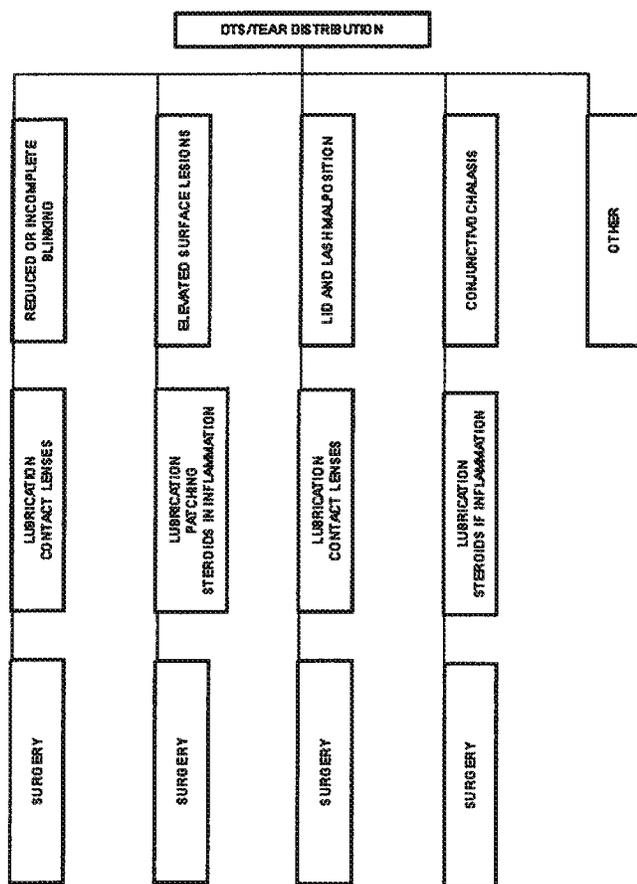 DTS/TEAR DISTRIBUTION
REDUCED OR INCOMPLETE
BLINKING
ELEVATED SURFACE LESIONS
LID AND LASH MALPOSITION
CONJUNCTIVOCHALASIS
OTHER
LUBRICATION
CONTACT LENSES
LUBRICATION
PATCHING
STEROIDS IN INFLAMMATION
LUBRICATION
CONTACT LENSES
LUBRICATION
STEROIDS IF INFLAMMATION
SURGERY
SURGERY
SURGERY
SURGERY